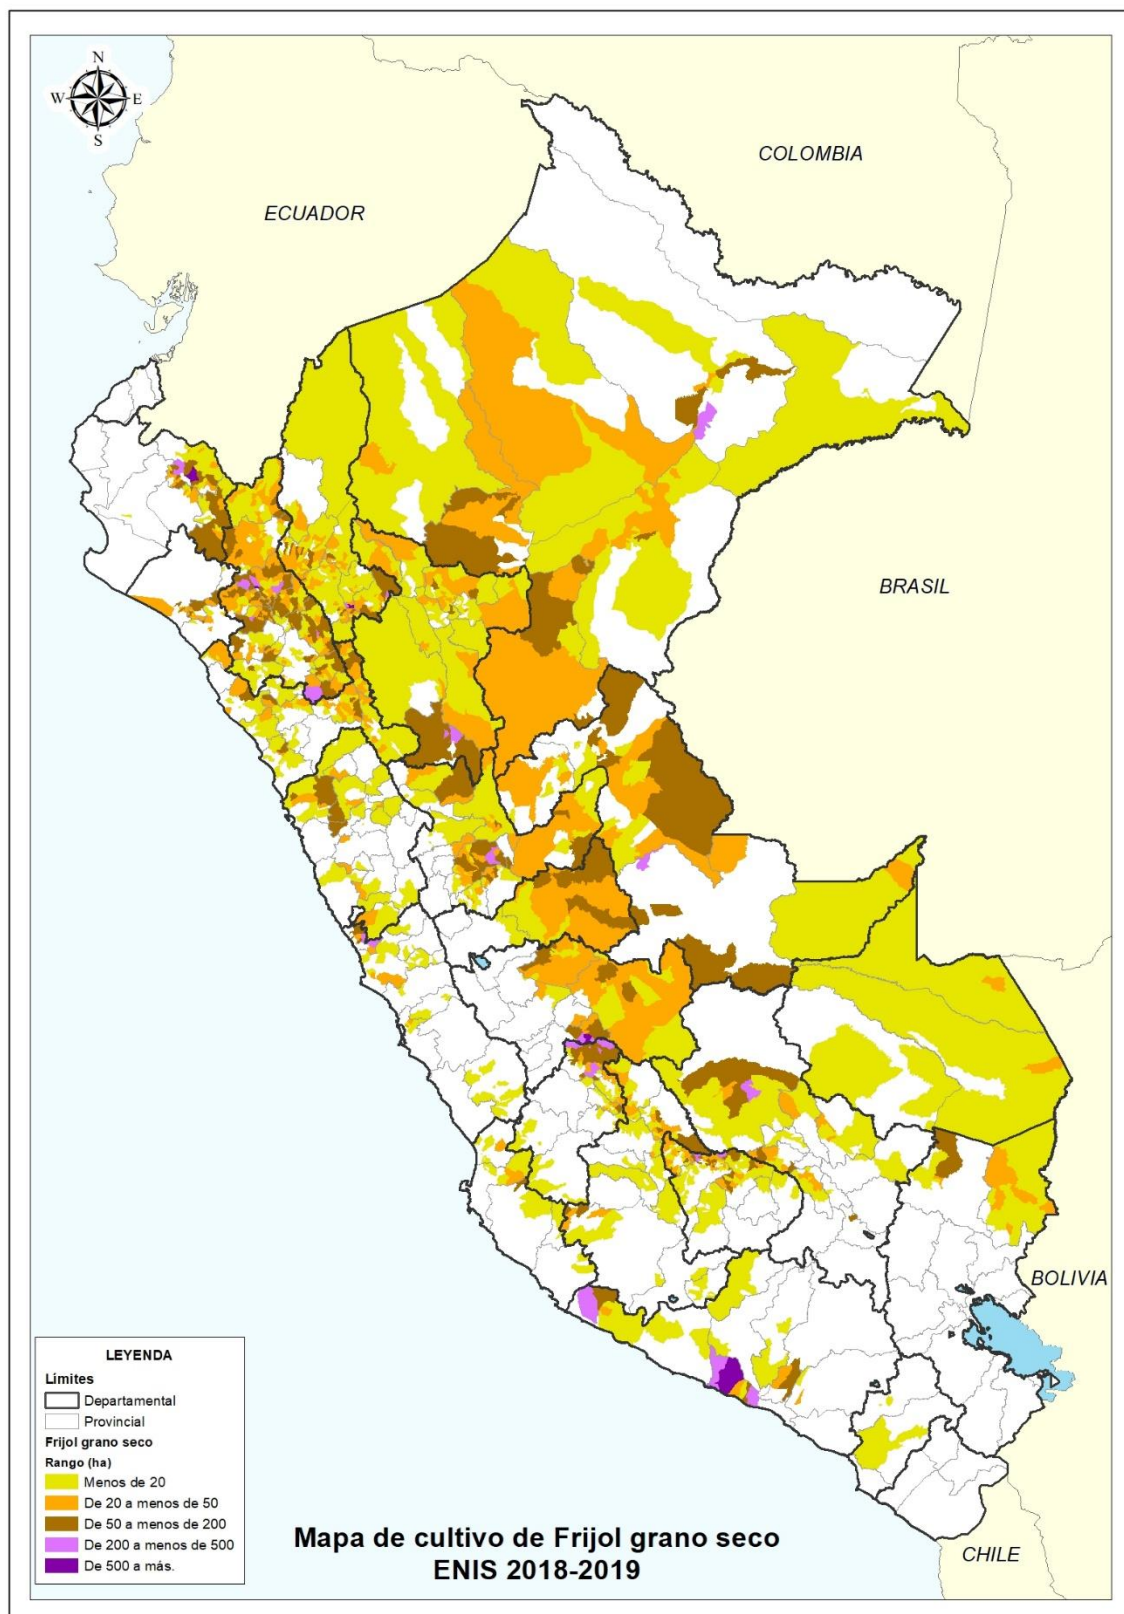 N
W E
S
COLOMBIA
ECUADOR
BRASIL
BOLIVIA
CHILE
LEYENDA
Limites
Departamental
Provincial
Frijol grano seco
Rango (ha)
Menos de 20
De 20 a menos de 50
De 50 a menos de 200
De 200 a menos de 500
De 500 a más.
Mapa de cultivo de Frijol grano seco
ENIS 2018-2019